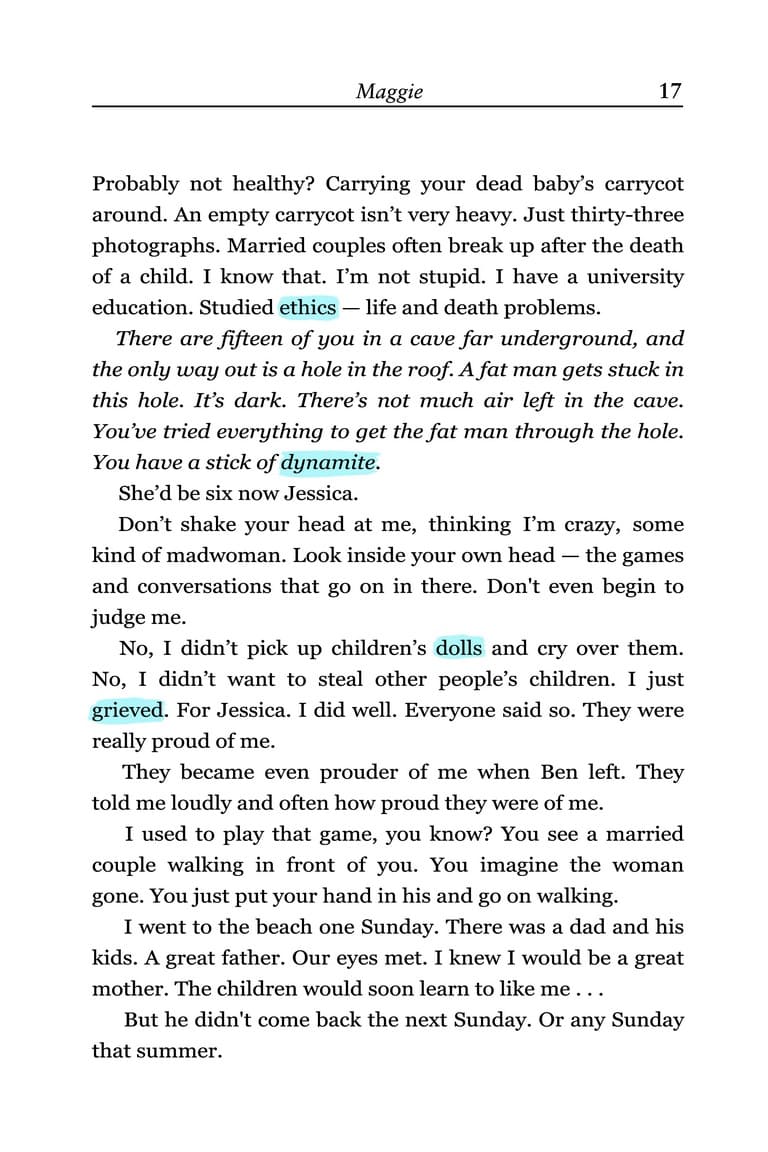 Maggie 17
Probably not healthy? Carrying your dead baby’s carrycot
around. An empty carrycot isn’t very heavy. Just thirty-three
photographs. Married couples often break up after the death
of a child. I know that. I’m not stupid. I have a university
education. Studied ethics — life and death problems.
There are fifteen of you in a cave far underground, and
the only way out is a hole in the roof. A fat man gets stuck in
this hole. It’s dark. There’s not much air left in the cave.
You’ve tried everything to get the fat man through the hole.
You have a stick of dynamite.
She’d be six now Jessica.
Don’t shake your head at me, thinking I’m crazy, some
kind of madwoman. Look inside your own head — the games
and conversations that go on in there. Don't even begin to
judge me.
No, I didn’t pick up children’s dolls and cry over them.
No, I didn’t want to steal other people’s children. I just
grieved. For Jessica. I did well. Everyone said so. They were
really proud of me.
They became even prouder of me when Ben left. They
told me loudly and often how proud they were of me.
I used to play that game, you know? You see a married
couple walking in front of you. You imagine the woman
gone. You just put your hand in his and go on walking.
I went to the beach one Sunday. There was a dad and his
kids. A great father. Our eyes met. I knew I would be a great
mother. The children would soon learn to like me . . .
But he didn't come back the next Sunday. Or any Sunday
that summer.